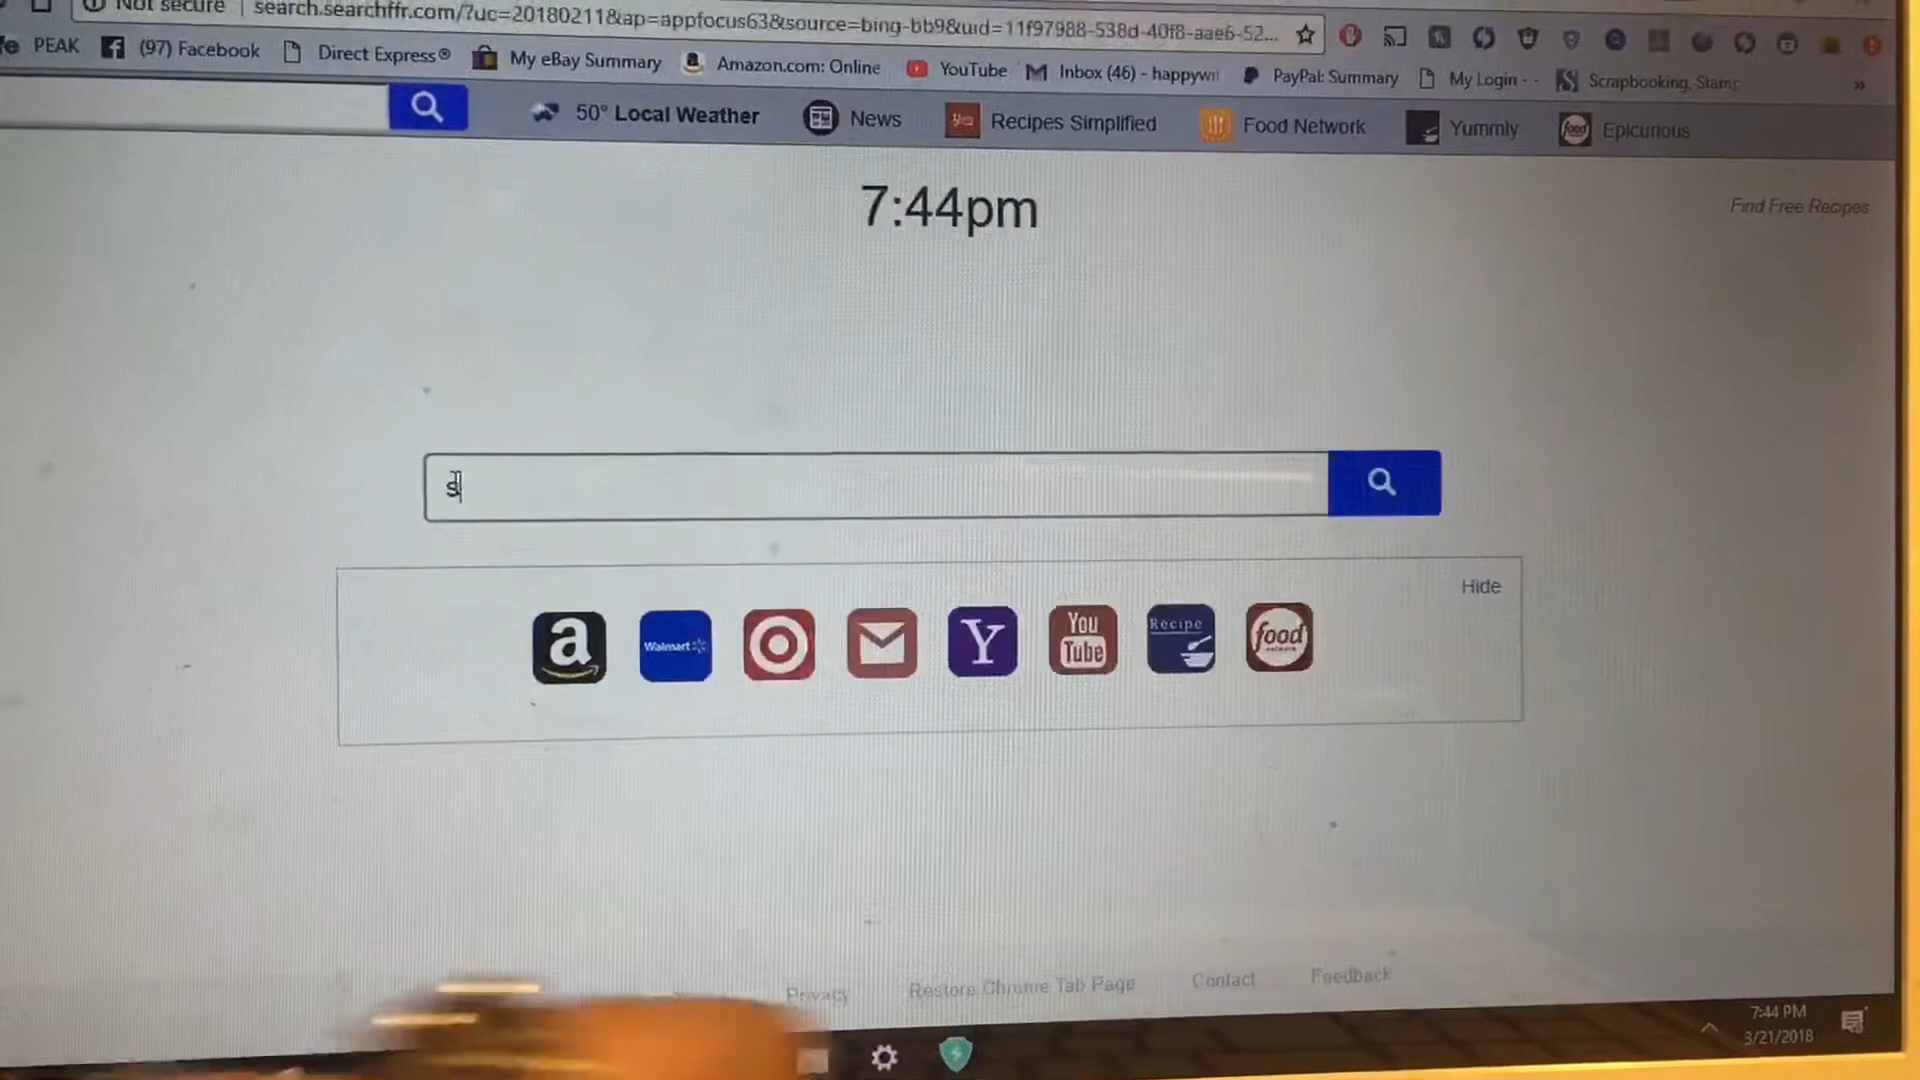 Not secure | search.searchffr.com/?uc=20180211&ap=appfocus63&source=bing-bb9&uid=11f97988-538d-40f8-aae6-52...
PEAK (97) Facebook Direct Express® My eBay Summary Amazon.com: Online YouTube Inbox (46) - happywri PayPal: Summary My Login - - Scrapbooking, Stamp »
50° Local Weather News Recipes Simplified Food Network Yummly Epicurious
7:44pm
Find Free Recipes
s
Hide
a Walmart Y You Tube Recipe food
Privacy Restore Chrome Tab Page Contact Feedback
7:44 PM
3/21/2018